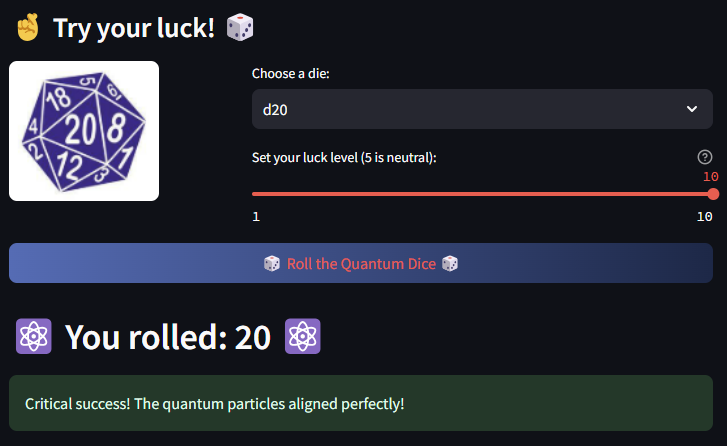 Try your luck!
5
18
9
4
20
8
2
12
1
3
Choose a die:
d20
Set your luck level (5 is neutral):
?
10
1
10
Roll the Quantum Dice
You rolled: 20
Critical success! The quantum particles aligned perfectly!